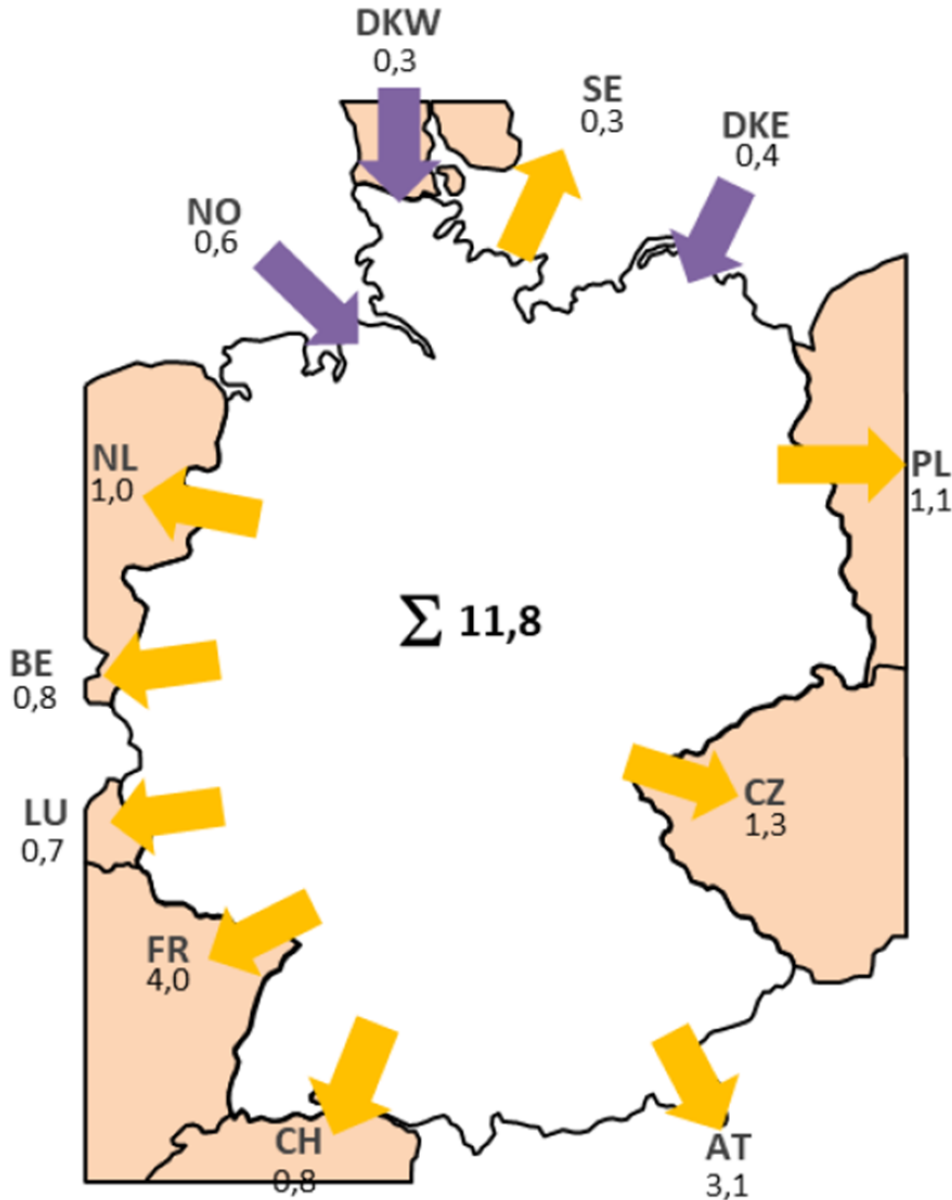 DKW
0,3
SE
0,3
DKE
0,4
NO
0,6
NL
1,0
PL
1,1
Σ 11,8
BE
0,8
CZ
1,3
LU
0,7
FR
4,0
CH
0,8
AT
3,1